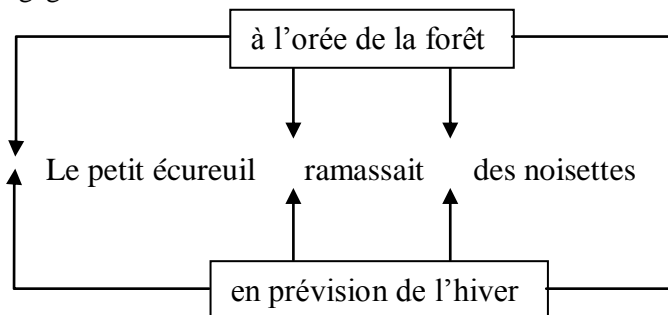 à l’orée de la forêt
Le petit écureuil ramassait des noisettes
en prévision de l’hiver